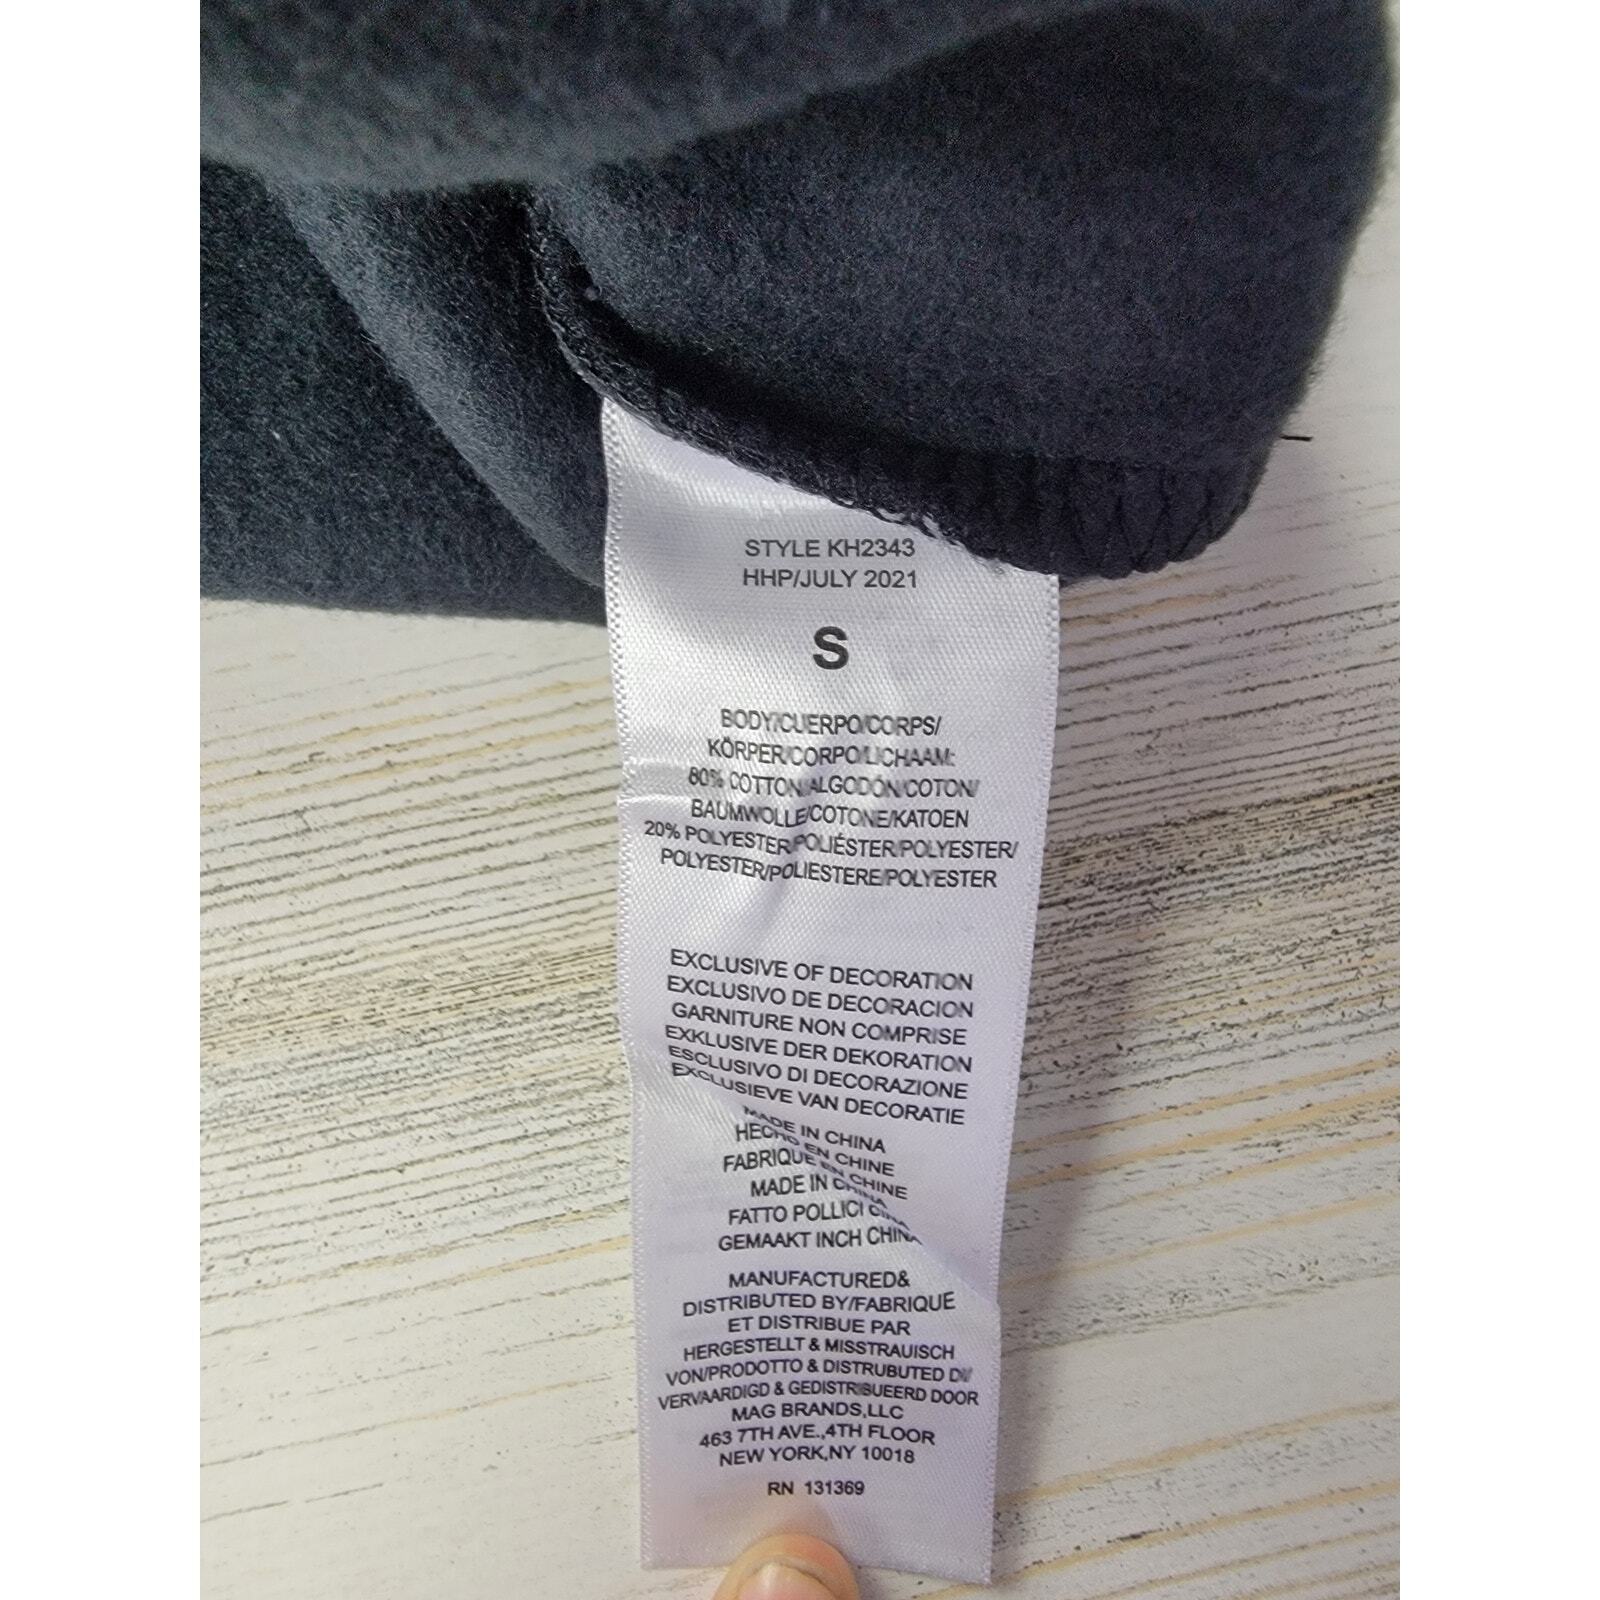 STYLE KH2343
HHP/JULY 2021
S
BODY/CUERPO/CORPS/
KÖRPER/CORPO/LICHAAM:
80% COTTON/ALGODÓN/COTON/
BAUMWOLLE/COTONE/KATOEN
20% POLYESTER/POLIÉSTER/POLYESTER/
POLYESTER/POLIESTERE/POLYESTER
EXCLUSIVE OF DECORATION
EXCLUSIVO DE DECORACION
GARNITURE NON COMPRISE
EXKLUSIVE DER DEKORATION
ESCLUSIVO DI DECORAZIONE
EXCLUSIEVE VAN DECORATIE
MADE IN CHINA
HECHO EN CHINE
FABRIQUE EN CHINE
MADE IN CHINA
FATTO POLLICI CINA
GEMAAKT INCH CHINA
MANUFACTURED&
DISTRIBUTED BY/FABRIQUE
ET DISTRIBUE PAR
HERGESTELLT & MISSTRAUISCH
VON/PRODOTTO & DISTRUBUTED DI/
VERVAARDIGD & GEDISTRIBUEERD DOOR
MAG BRANDS,LLC
463 7TH AVE.,4TH FLOOR
NEW YORK,NY 10018
RN 131369